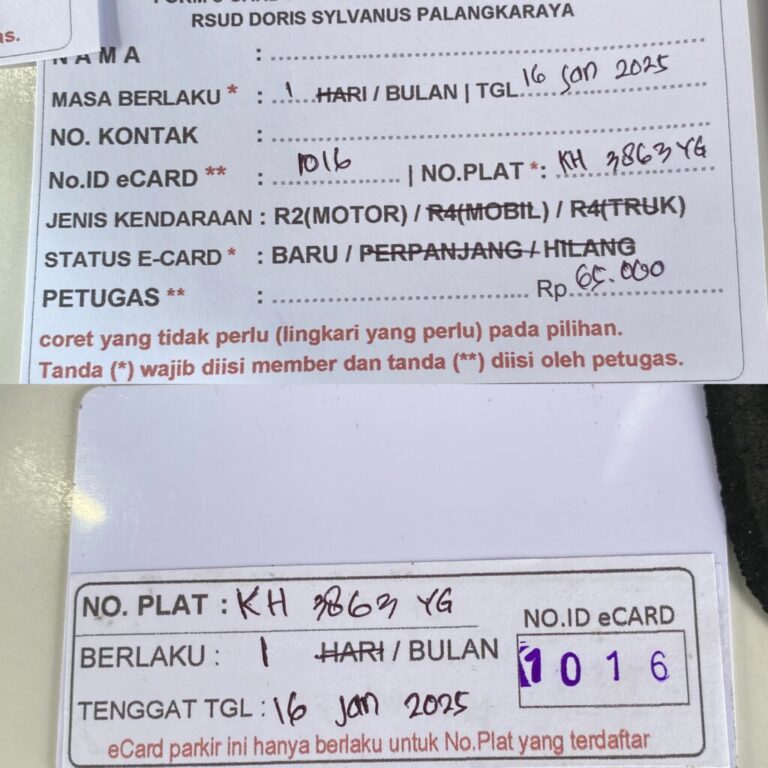 RSUD DORIS SYLVANUS PALANGKARAYA
as.
NAMA : 
MASA BERLAKU * : 1 HARI / BULAN | TGL 16 Jan 2025
NO. KONTAK : 
No.ID eCARD ** : 1016 | NO.PLAT *: KH 3863 YG
JENIS KENDARAAN : R2(MOTOR) / R4(MOBIL) / R4(TRUK)
STATUS E-CARD * : BARU / PERPANJANG / HILANG
PETUGAS ** : Rp. 65.000
coret yang tidak perlu (lingkari yang perlu) pada pilihan.
Tanda (*) wajib diisi member dan tanda (**) diisi oleh petugas.
NO. PLAT : KH 3863 YG
NO.ID eCARD
BERLAKU : 1 HARI / BULAN
1016
TENGGAT TGL : 16 Jan 2025
eCard parkir ini hanya berlaku untuk No.Plat yang terdaftar